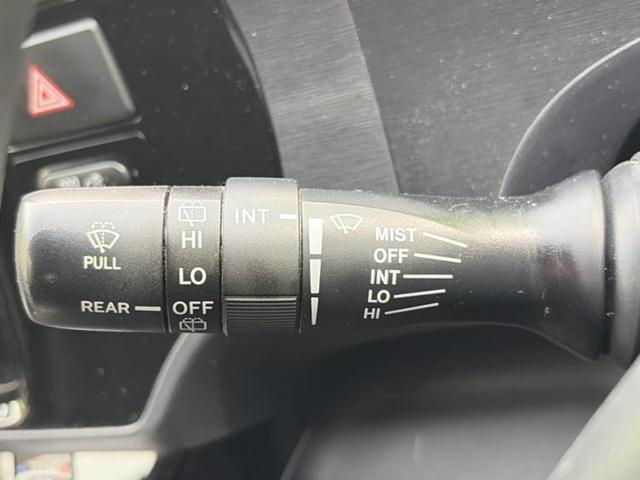 PULL
REAR
HI
LO
OFF
INT
MIST
OFF
INT
LO
HI